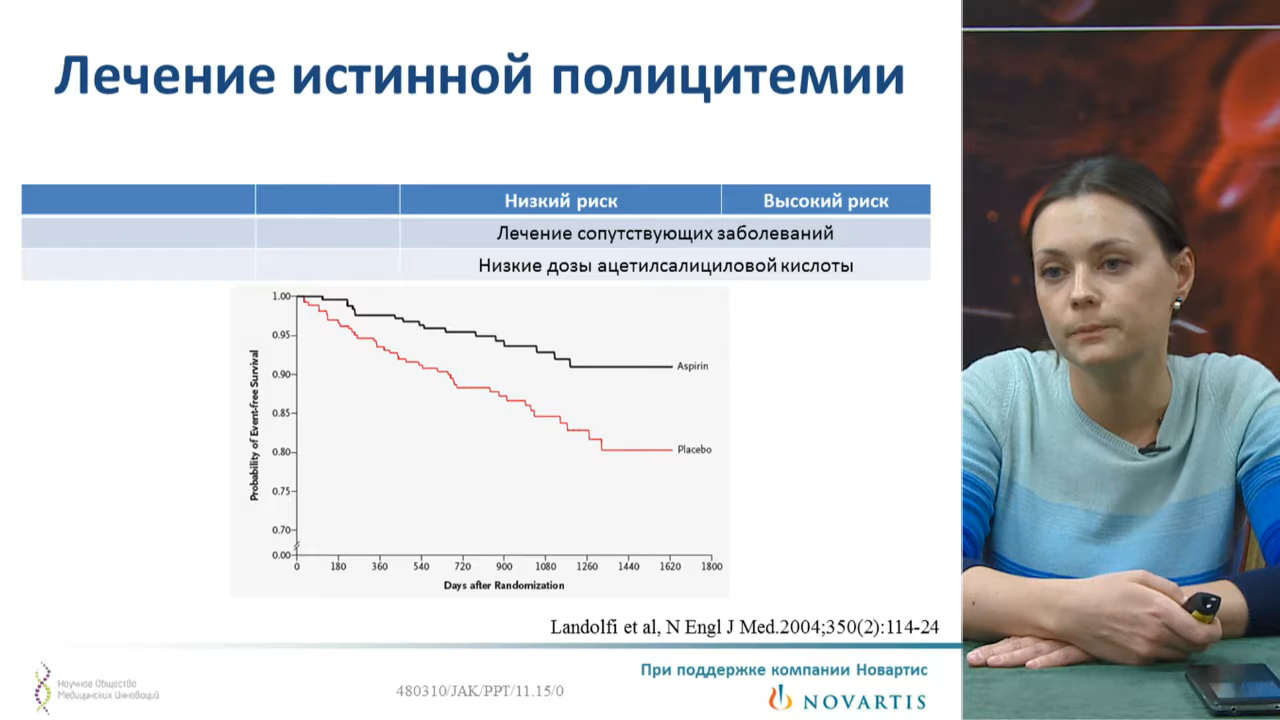 Лечение истинной полицитемии
Низкий риск
Высокий риск
Лечение сопутствующих заболеваний
Низкие дозы ацетилсалициловой кислоты
1.00
0.95
0.90
0.85
0.80
0.75
0.70
0.00
Probability of Event-free Survival
Aspirin
Placebo
0 180 360 540 720 900 1080 1260 1440 1620 1800
Days after Randomization
Landolfi et al, N Engl J Med.2004;350(2):114-24
При поддержке компании Новартис
Научное Общество
Медицинских Инноваций
480310/JAK/PPT/11.15/0
NOVARTIS